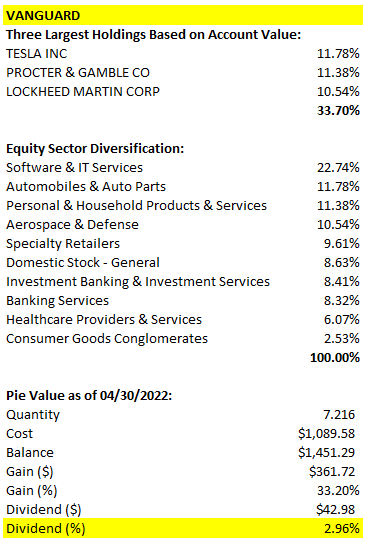 VANGUARD
Three Largest Holdings Based on Account Value:
TESLA INC 11.78%
PROCTER & GAMBLE CO 11.38%
LOCKHEED MARTIN CORP 10.54%
33.70%
Equity Sector Diversification:
Software & IT Services 22.74%
Automobiles & Auto Parts 11.78%
Personal & Household Products & Services 11.38%
Aerospace & Defense 10.54%
Specialty Retailers 9.61%
Domestic Stock - General 8.63%
Investment Banking & Investment Services 8.41%
Banking Services 8.32%
Healthcare Providers & Services 6.07%
Consumer Goods Conglomerates 2.53%
100.00%
Pie Value as of 04/30/2022:
Quantity 7.216
Cost $1,089.58
Balance $1,451.29
Gain ($) $361.72
Gain (%) 33.20%
Dividend ($) $42.98
Dividend (%) 2.96%